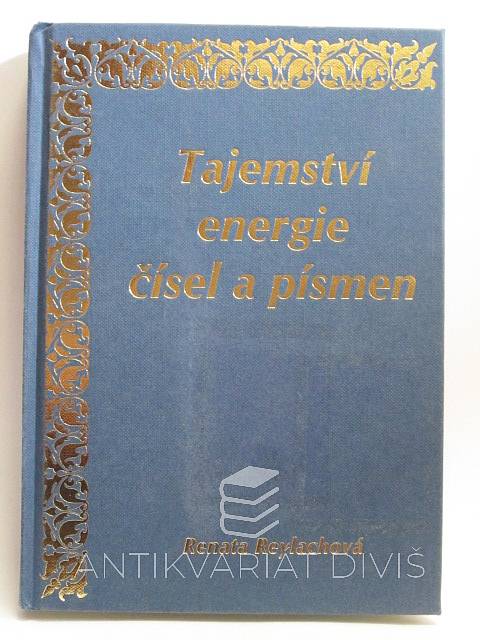 Tajemství
energie
čísel a písmen
Renata Reylachová
ANTIKVARIÁT DIVIŠ